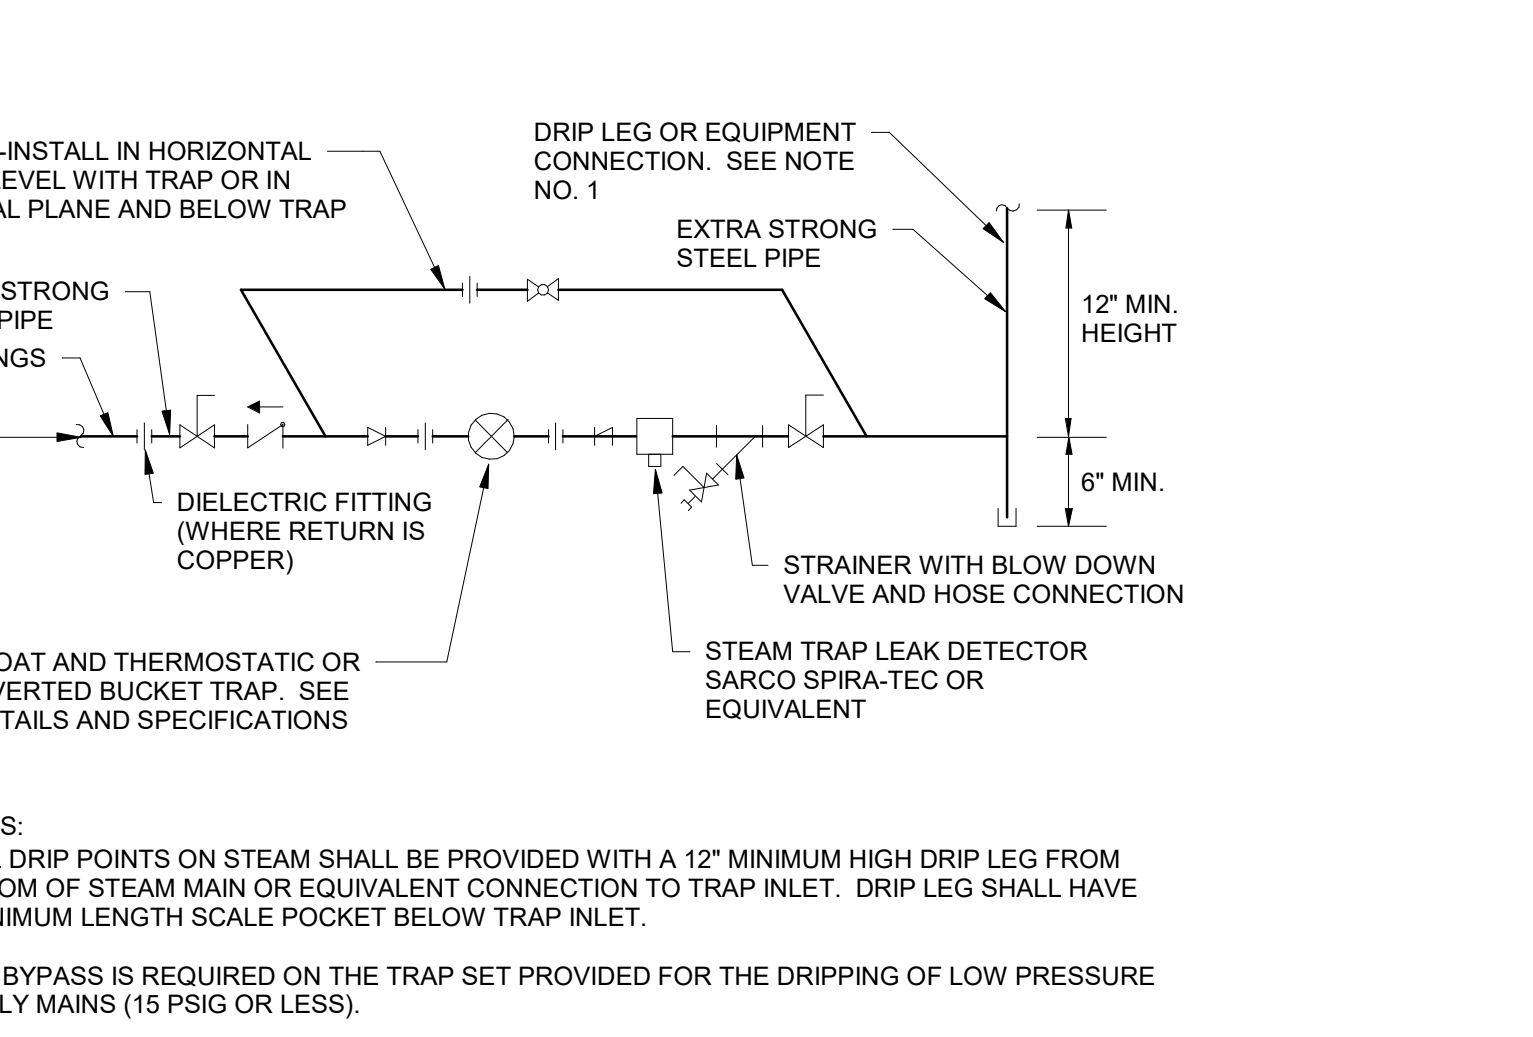 -INSTALL IN HORIZONTAL
LEVEL WITH TRAP OR IN
AL PLANE AND BELOW TRAP
DRIP LEG OR EQUIPMENT
CONNECTION. SEE NOTE
NO. 1
EXTRA STRONG
STEEL PIPE
STRONG
PIPE
NGS
12" MIN.
HEIGHT
6" MIN.
DIELECTRIC FITTING
(WHERE RETURN IS
COPPER)
STRAINER WITH BLOW DOWN
VALVE AND HOSE CONNECTION
STEAM TRAP LEAK DETECTOR
SARCO SPIRA-TEC OR
EQUIVALENT
OAT AND THERMOSTATIC OR
VERTED BUCKET TRAP. SEE
TAILS AND SPECIFICATIONS
S:
DRIP POINTS ON STEAM SHALL BE PROVIDED WITH A 12" MINIMUM HIGH DRIP LEG FROM
OM OF STEAM MAIN OR EQUIVALENT CONNECTION TO TRAP INLET. DRIP LEG SHALL HAVE
NIMUM LENGTH SCALE POCKET BELOW TRAP INLET.
BYPASS IS REQUIRED ON THE TRAP SET PROVIDED FOR THE DRIPPING OF LOW PRESSURE
LY MAINS (15 PSIG OR LESS).